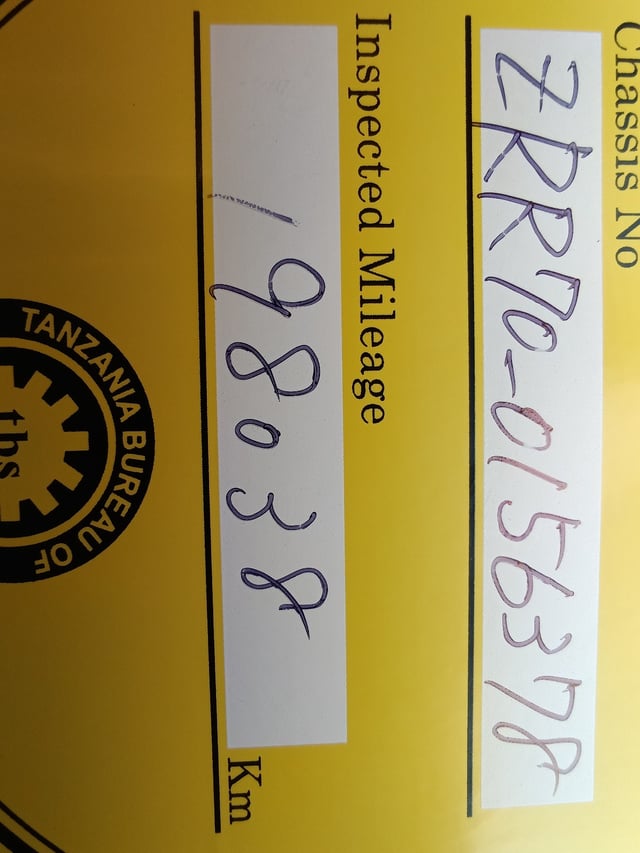 Chassis No
ZRR70-0156378
Inspected Mileage
198038
Km
TANZANIA BUREAU OF
tbs